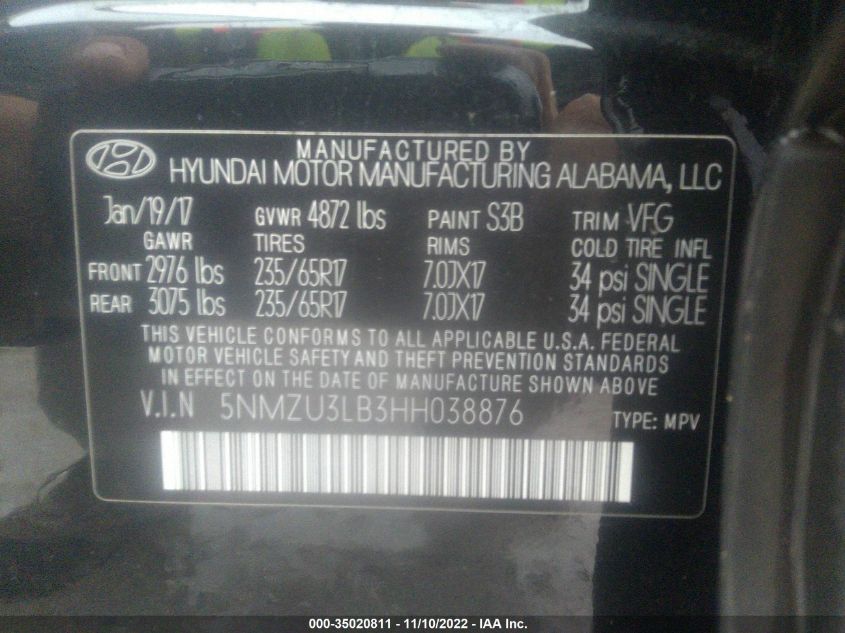 MANUFACTURED BY
HYUNDAI MOTOR MANUFACTURING ALABAMA, LLC
Jan/19/17 GVWR 4872 lbs PAINT S3B TRIM VFG
GAWR TIRES RIMS COLD TIRE INFL
FRONT 2976 lbs 235/65R17 7.0JX17 34 psi SINGLE
REAR 3075 lbs 235/65R17 7.0JX17 34 psi SINGLE
THIS VEHICLE CONFORMS TO ALL APPLICABLE U.S.A. FEDERAL
MOTOR VEHICLE SAFETY AND THEFT PREVENTION STANDARDS
IN EFFECT ON THE DATE OF MANUFACTURE SHOWN ABOVE
V.I.N 5NMZU3LB3HH038876 TYPE: MPV
000-35020811 - 11/10/2022 - IAA Inc.